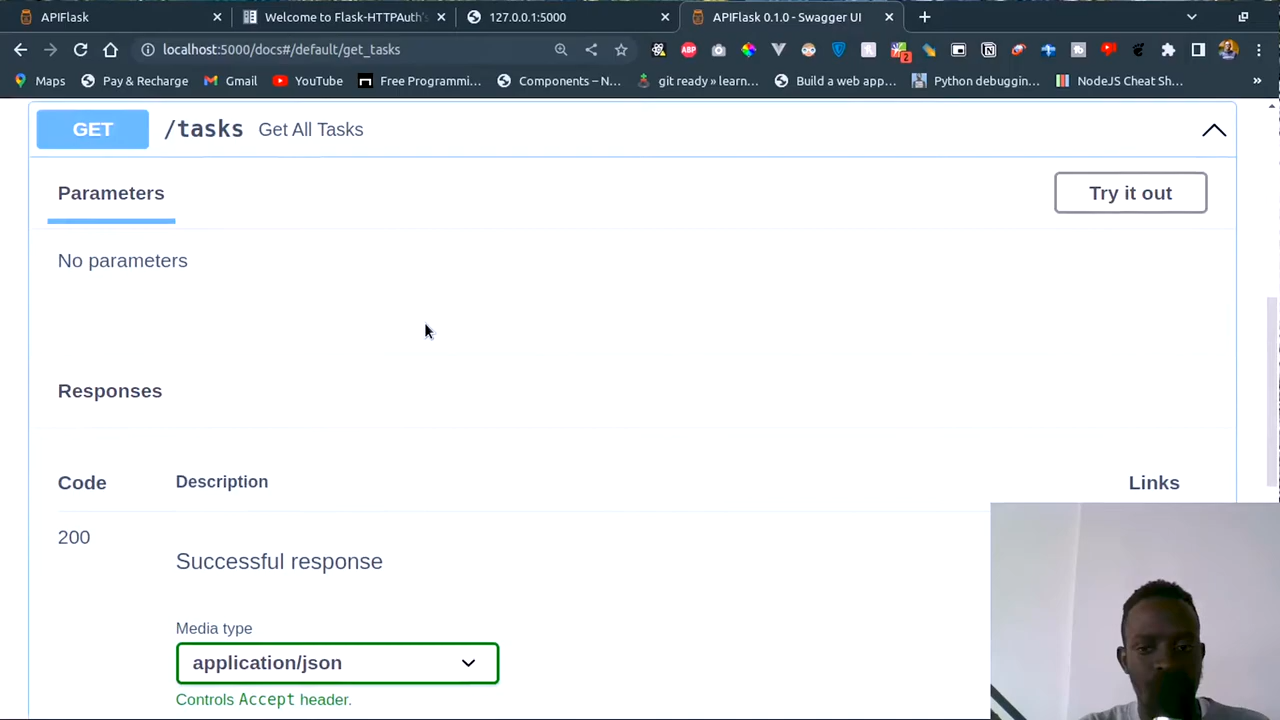 APIFlask
Welcome to Flask-HTTPAuth's
127.0.0.1:5000
APIFlask 0.1.0 - Swagger UI
localhost:5000/docs#/default/get_tasks
ABP
2
Maps
Pay & Recharge
Gmail
YouTube
Free Programmi...
Components – N...
git ready » learn...
Build a web app...
Python debuggin...
NodeJS Cheat Sh...
»
GET
/tasks Get All Tasks
Parameters
Try it out
No parameters
Responses
Code
Description
Links
200
Successful response
Media type
application/json
Controls Accept header.